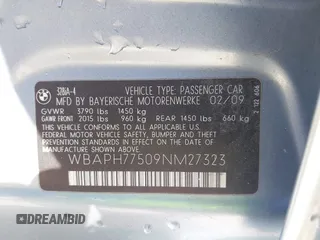 328iA-4 VEHICLE TYPE PASSENGER CAR
MFD. BY BAYERISCHE MOTORENWERKE 02/09
GVWR 3790 lbs 1450 kg
GAWR FRONT 2015 lbs 960 kg REAR 1450 lbs 660 kg
THIS VEHICLE CONFORMS TO ALL APPLICABLE
FEDERAL MOTOR VEHICLE SAFETY, BUMPER AND
THEFT PREVENTION STANDARDS IN EFFECT ON
THE DATE OF MANUFACTURE SHOWN ABOVE
WBAPH77509NM27323
DREAMBID